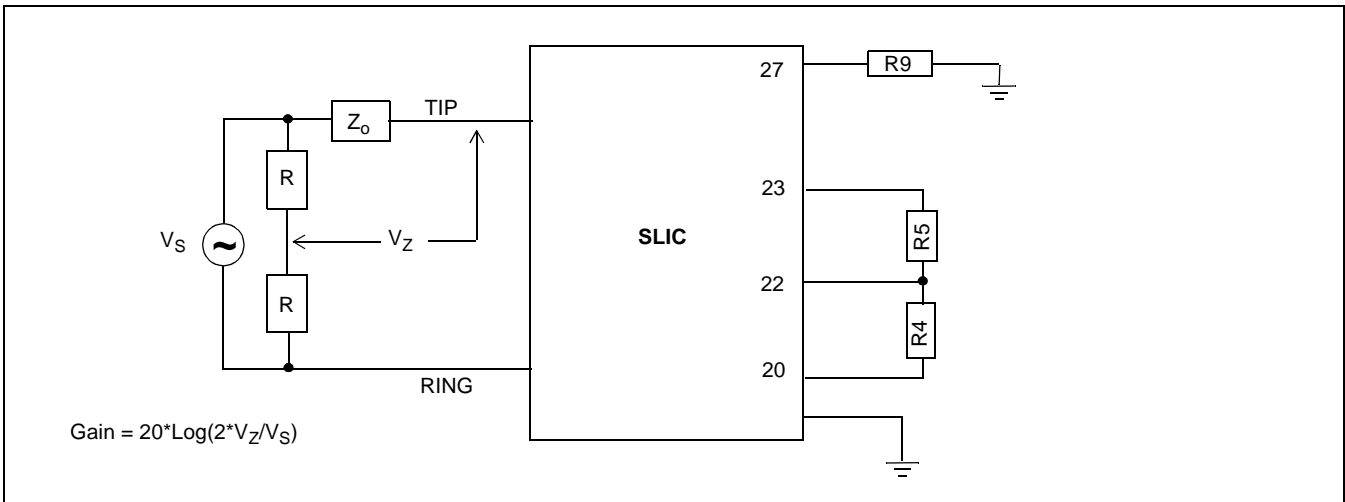 27
R9
TIP
Zo
R
23
VS
~
VZ
SLIC
R5
22
R
R4
20
RING
Gain = 20*Log(2*VZ/VS)